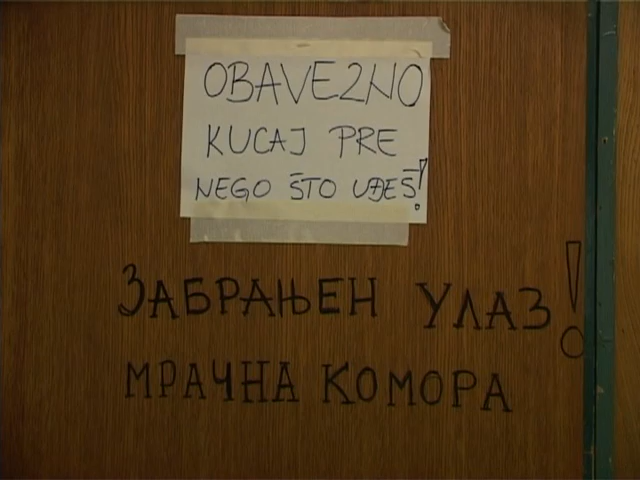 OBAVEZNO
KUCAJ PRE
NEGO ŠTO UĐEŠ!
ЗАБРАЊЕН УЛАЗ!
МРАЧНА КОМОРА